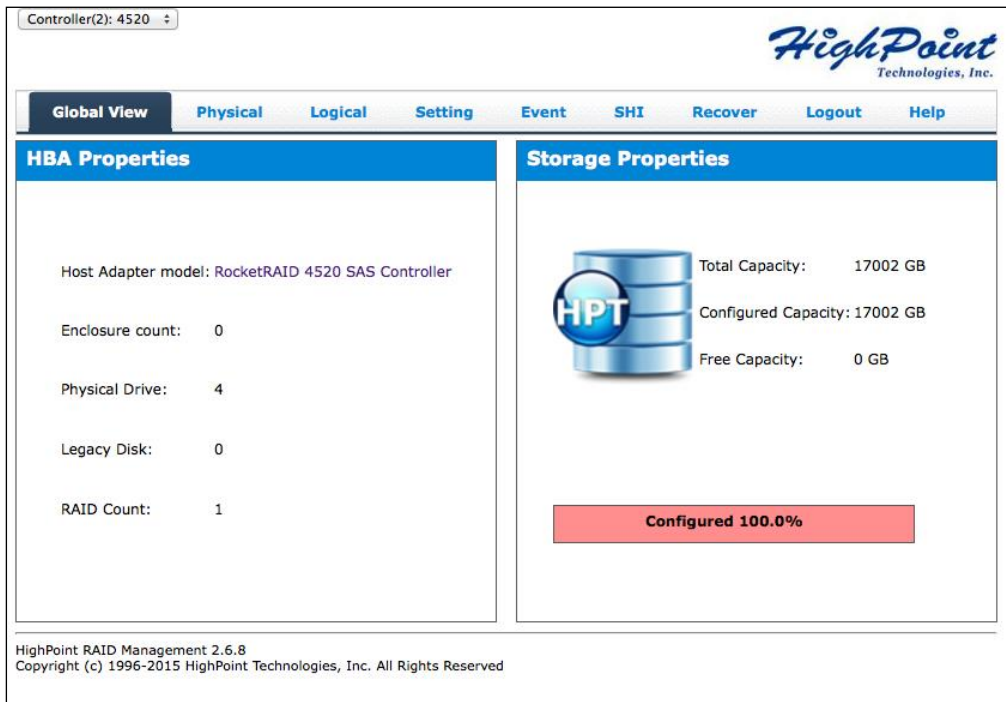 Controller(2): 4520
HighPoint
Technologies, Inc.
Global View Physical Logical Setting Event SHI Recover Logout Help
HBA Properties
Host Adapter model: RocketRAID 4520 SAS Controller
Enclosure count: 0
Physical Drive: 4
Legacy Disk: 0
RAID Count: 1
Storage Properties
HPT
Total Capacity: 17002 GB
Configured Capacity: 17002 GB
Free Capacity: 0 GB
Configured 100.0%
HighPoint RAID Management 2.6.8
Copyright (c) 1996-2015 HighPoint Technologies, Inc. All Rights Reserved